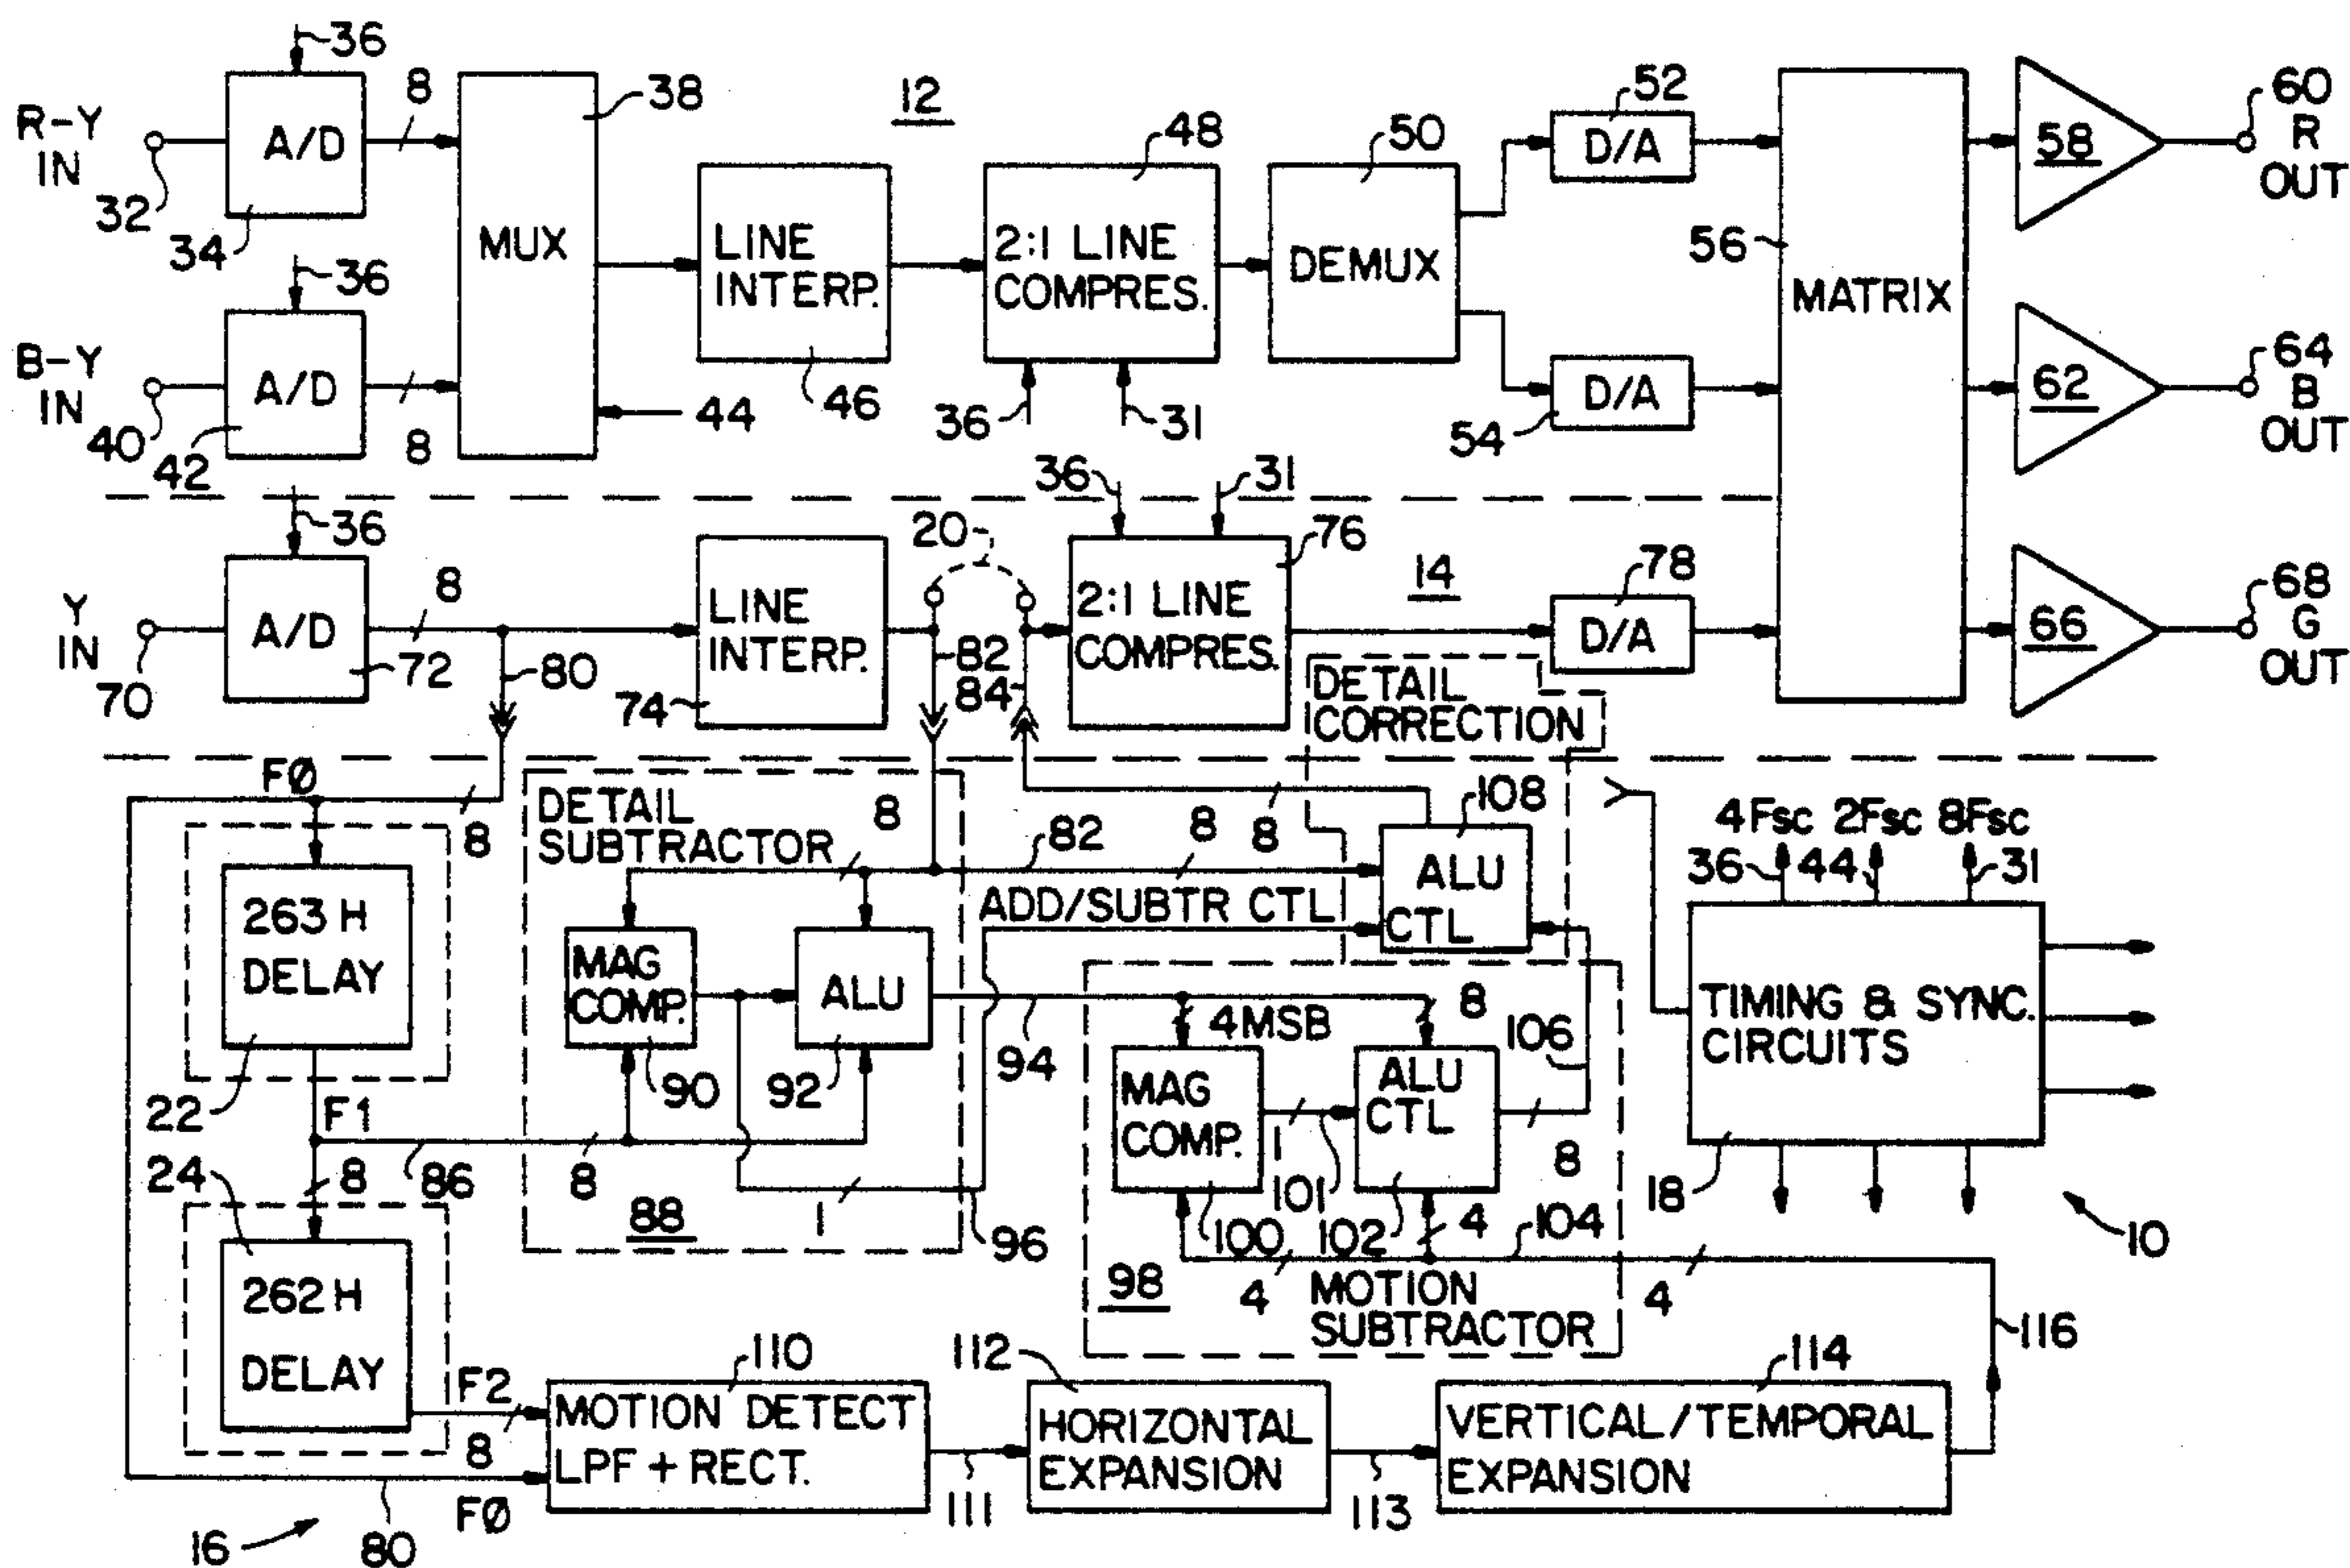 36
8
38
12
48
50
52
60
R-Y
IN
A/D
D/A
58
R
OUT
32
34
MUX
LINE
INTERP.
2:1 LINE
COMPRES.
DEMUX
56
MATRIX
36
B-Y
IN
A/D
46
36
31
D/A
54
62
64
B
OUT
40
42
8
44
36
31
36
20
76
14
78
Y
IN
A/D
8
LINE
INTERP.
2:1 LINE
COMPRES.
D/A
66
68
G
OUT
70
72
80
74
82
84
DETAIL
CORRECTION
FØ
8
DETAIL
SUBTRACTOR
8
82
8
8
108
4Fsc 2Fsc 8Fsc
36
44
31
263 H
DELAY
ADD/SUBTR CTL
ALU
CTL
MAG
COMP.
ALU
TIMING & SYNC.
CIRCUITS
22
90
92
94
4MSB
8
106
F1
MAG
COMP.
ALU
CTL
24
8
86
8
1
88
1
96
101
8
18
10
100
102
4
104
262 H
DELAY
98
4
MOTION
SUBTRACTOR
4
116
F2
8
110
112
114
MOTION DETECT
LPF + RECT.
HORIZONTAL
EXPANSION
VERTICAL/TEMPORAL
EXPANSION
16
80
FØ
111
113